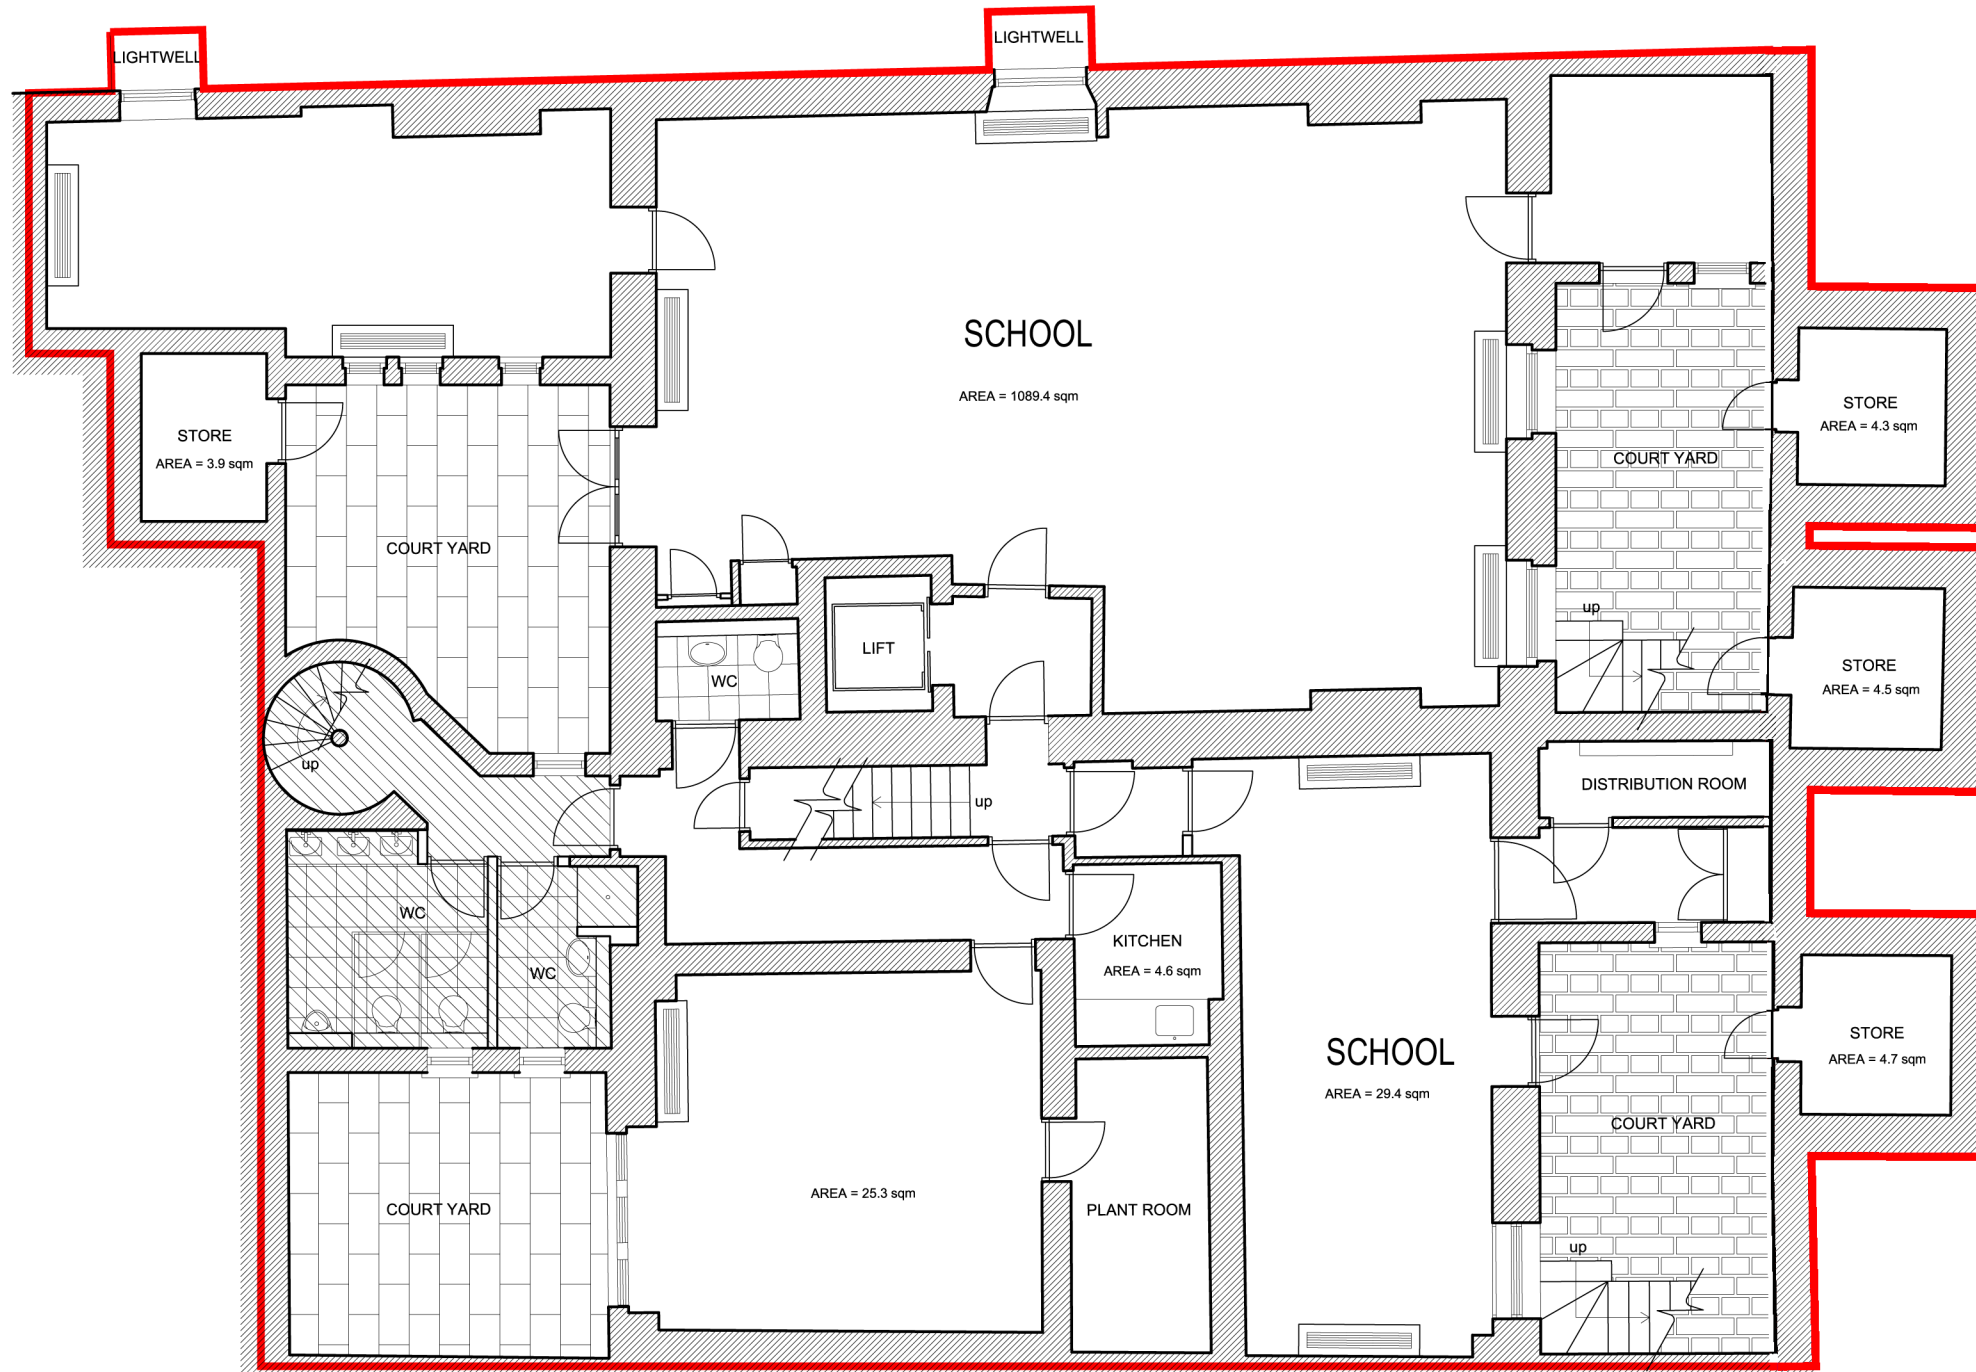 LIGHTWELL
LIGHTWELL
SCHOOL
AREA = 1089.4 sqm
STORE
AREA = 3.9 sqm
STORE
AREA = 4.3 sqm
COURT YARD
COURT YARD
up
LIFT
WC
STORE
AREA = 4.5 sqm
up
up
DISTRIBUTION ROOM
WC
WC
KITCHEN
AREA = 4.6 sqm
SCHOOL
AREA = 29.4 sqm
STORE
AREA = 4.7 sqm
COURT YARD
COURT YARD
AREA = 25.3 sqm
PLANT ROOM
up